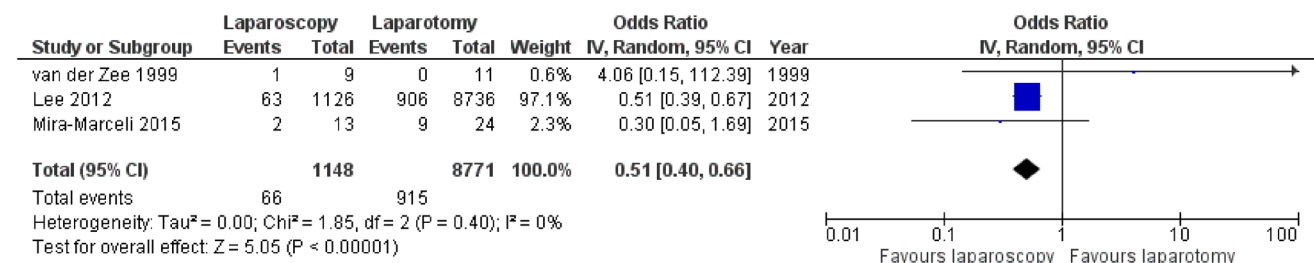 Laparoscopy Laparotomy Odds Ratio Odds Ratio
Study or Subgroup Events Total Events Total Weight IV, Random, 95% CI Year IV, Random, 95% CI
van der Zee 1999 1 9 0 11 0.6% 4.06 [0.15, 112.39] 1999
Lee 2012 63 1126 906 8736 97.1% 0.51 [0.39, 0.67] 2012
Mira-Marceli 2015 2 13 9 24 2.3% 0.30 [0.05, 1.69] 2015
Total (95% CI) 1148 8771 100.0% 0.51 [0.40, 0.66]
Total events 66 915
Heterogeneity: Tau² = 0.00; Chi² = 1.85, df = 2 (P = 0.40); I² = 0%
Test for overall effect: Z = 5.05 (P < 0.00001)
0.01 0.1 1 10 100
Favours laparoscopy Favours laparotomy